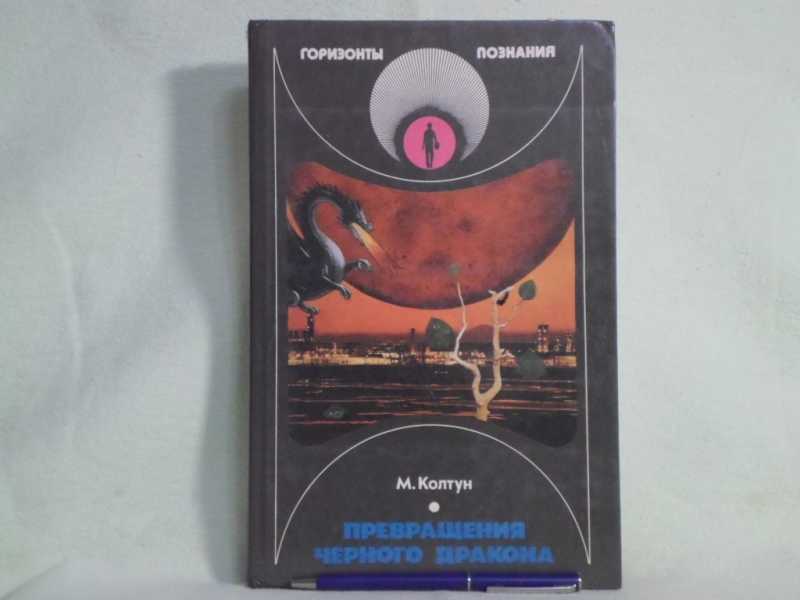 ГОРИЗОНТЫ ПОЗНАНИЯ
М. Колтун
ПРЕВРАЩЕНИЯ
ЧЕРНОГО ДРАКОНА